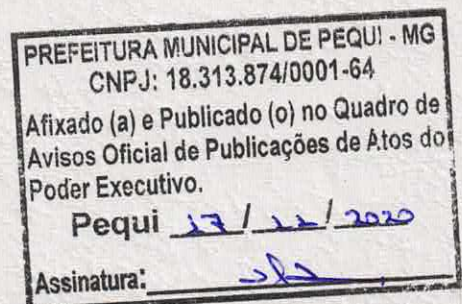 PREFEITURA MUNICIPAL DE PEQUI - MG
CNPJ: 18.313.874/0001-64
Afixado (a) e Publicado (o) no Quadro de
Avisos Oficial de Publicações de Atos do
Poder Executivo.
Pequi 17 / 11 / 2020
Assinatura: